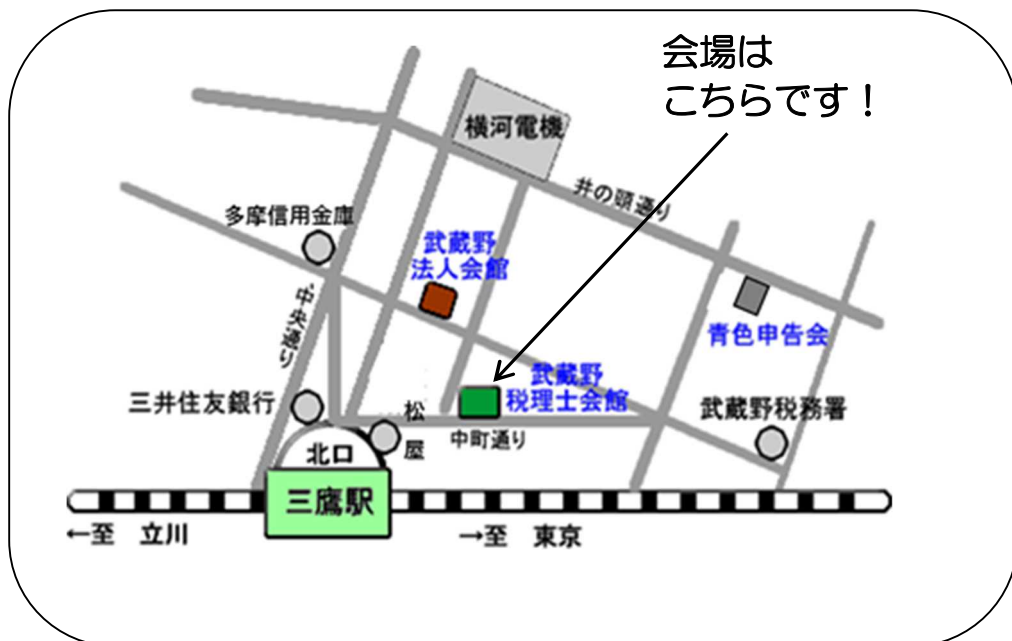 会場は
こちらです！
横河電機
井の頭通り
多摩信用金庫
武蔵野
法人会館
中央通り
青色申告会
武蔵野
税理士会館
三井住友銀行
松屋
武蔵野税務署
中町通り
北口
三鷹駅
←至　立川
→至　東京